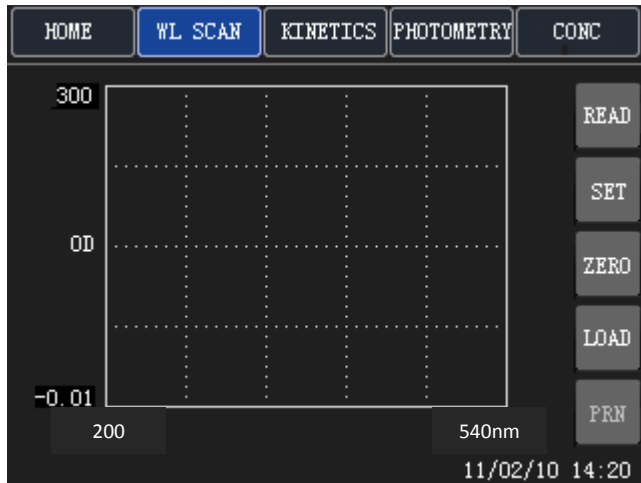 HOME WL SCAN KINETICS PHOTOMETRY CONC
300
READ
SET
OD
ZERO
LOAD
-0.01
PRN
200 540nm
11/02/10 14:20